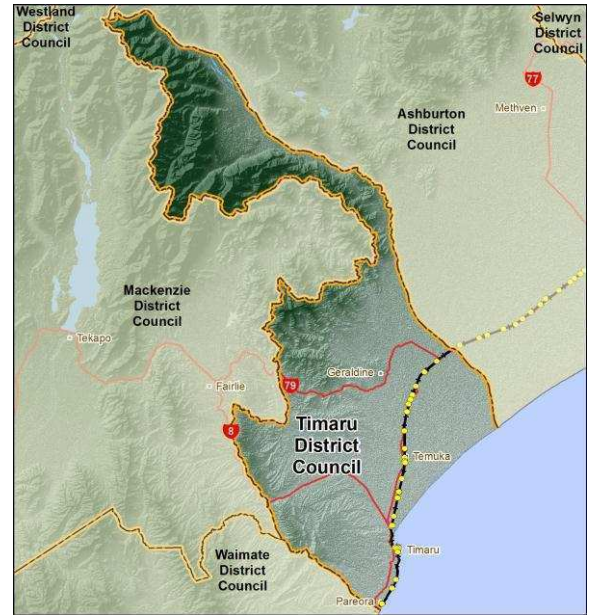 Westland
District
Council
Selwyn
District
Council
77
Methven
Ashburton
District
Council
Mackenzie
District
Council
Tekapo
Fairlie
Geraldine
79
8
Timaru
District
Council
Temuka
Timaru
Waimate
District
Council
Pareora